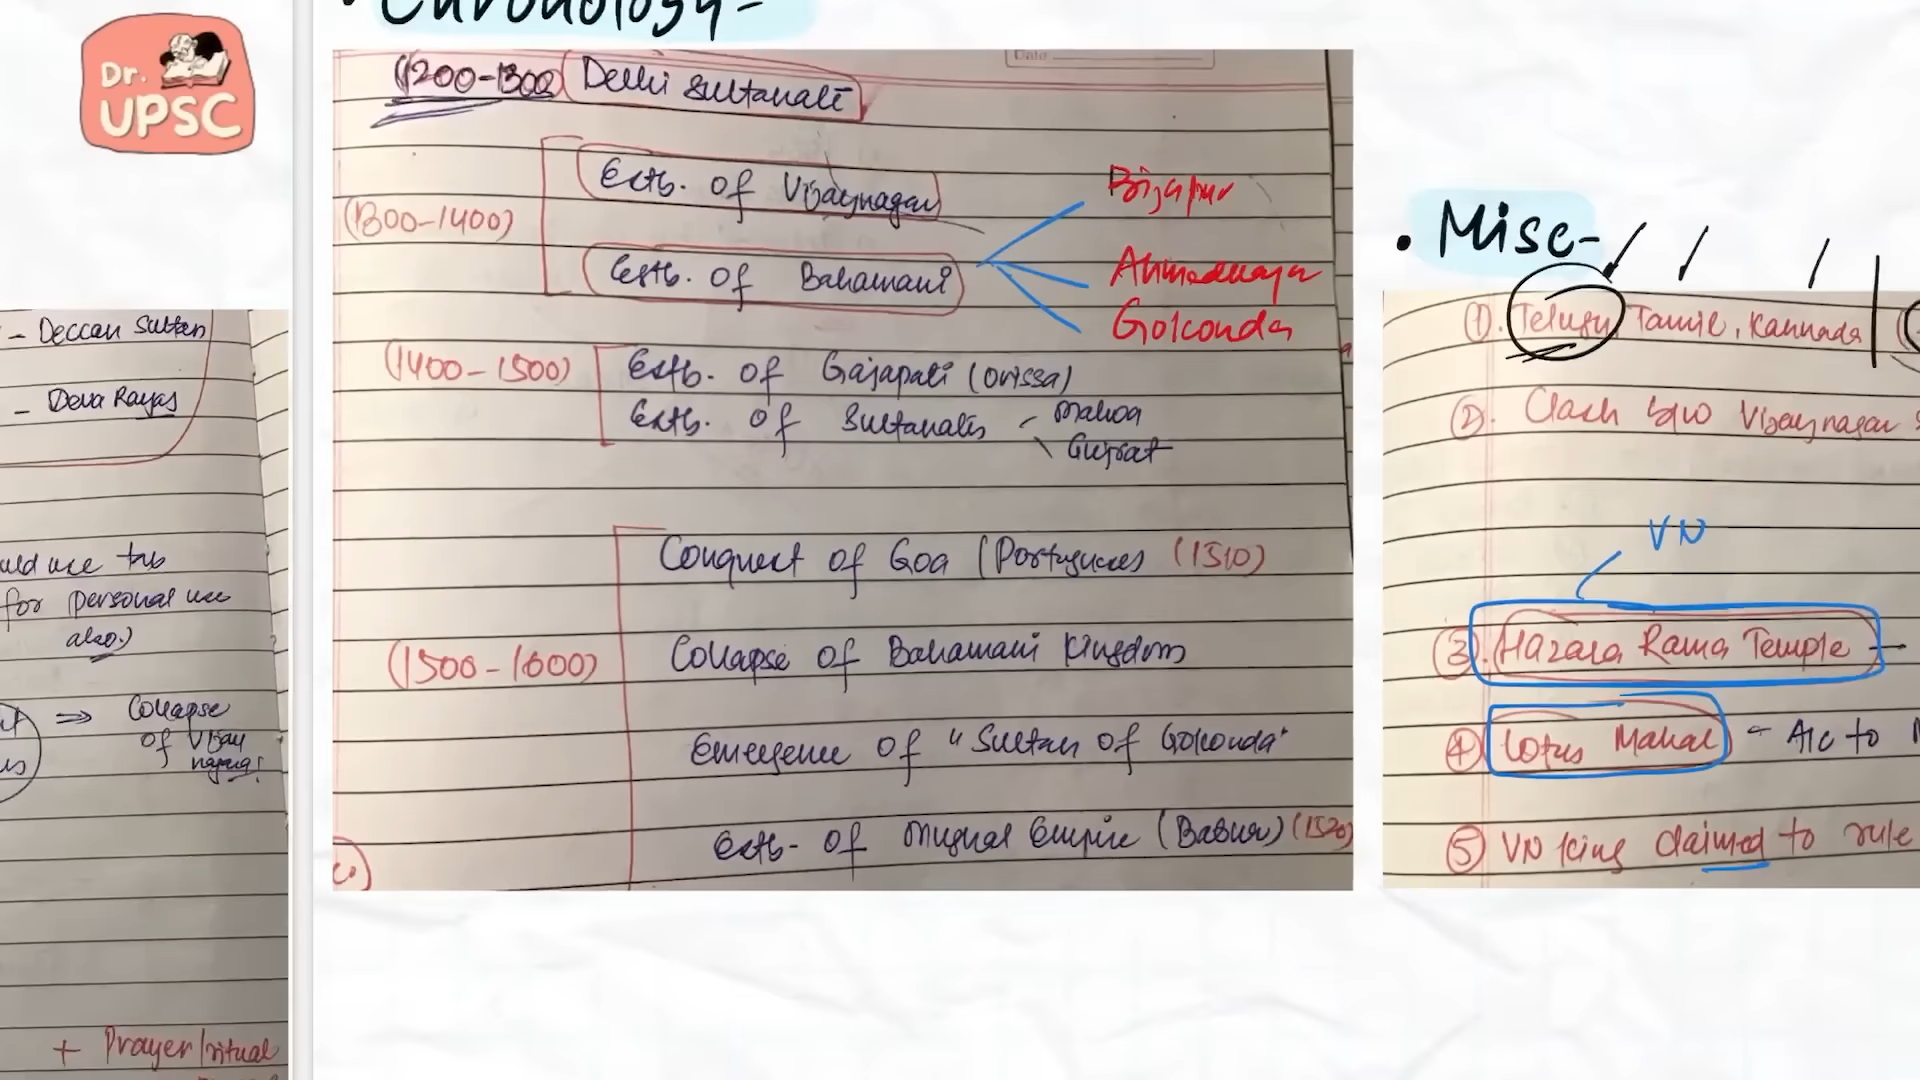 Chronology-
Dr.
UPSC
Date
(1200-1300) Delhi Sultanate
(1300-1400)
Estb. of Vijaynagar
Estb. of Bahamani
Bijapur
Ahmednagar
Golconda
(1400-1500)
Estb. of Gajapati (Orissa)
Estb. of Sultanates - Malwa
Gujrat
(1500-1600)
Conquest of Goa (Portugueses (1510)
Collapse of Bahamani Kingdom
Emergence of "Sultan of Golconda"
Estb- of Mughal Empire (Babur) (1526)
- Deccan Sultan
- Deva Rayas
for personal use
also.)
⇒ Collapse
of Vijay
nagara!
+ Prayer/ritual
• Misc-
(1). Telugu, Tamil, Kannada
(2). Clash b/w Vijaynagar
VN
(3). Hazara Rama Temple -
(4) Lotus Mahal - A/c to
(5) VN king claimed to rule